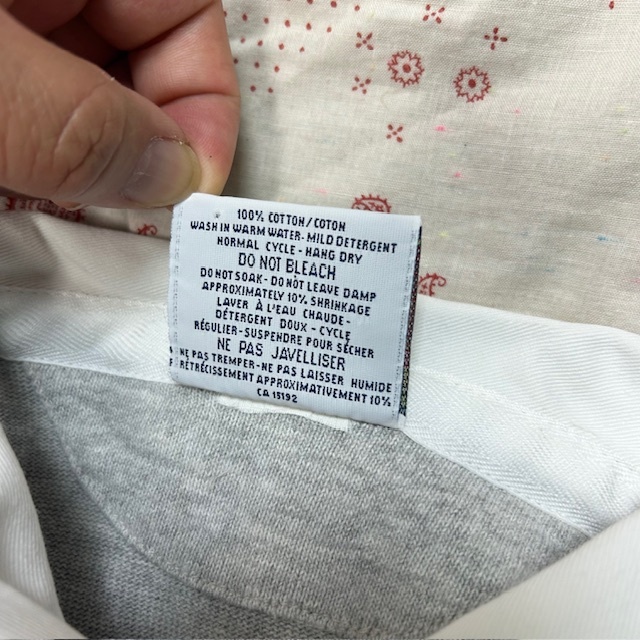 100% COTTON/COTON
WASH IN WARM WATER- MILD DETERGENT
NORMAL CYCLE - HANG DRY
DO NOT BLEACH
DO NOT SOAK - DO NOT LEAVE DAMP
APPROXIMATELY 10% SHRINKAGE
LAVER À L'EAU CHAUDE -
DÉTERGENT DOUX - CYCLE
RÉGULIER-SUSPENDRE POUR SÉCHER
NE PAS JAVELLISER
NE PAS TREMPER-NE PAS LAISSER HUMIDE
RÉTRÉCISSEMENT APPROXIMATIVEMENT 10%
CA 15192